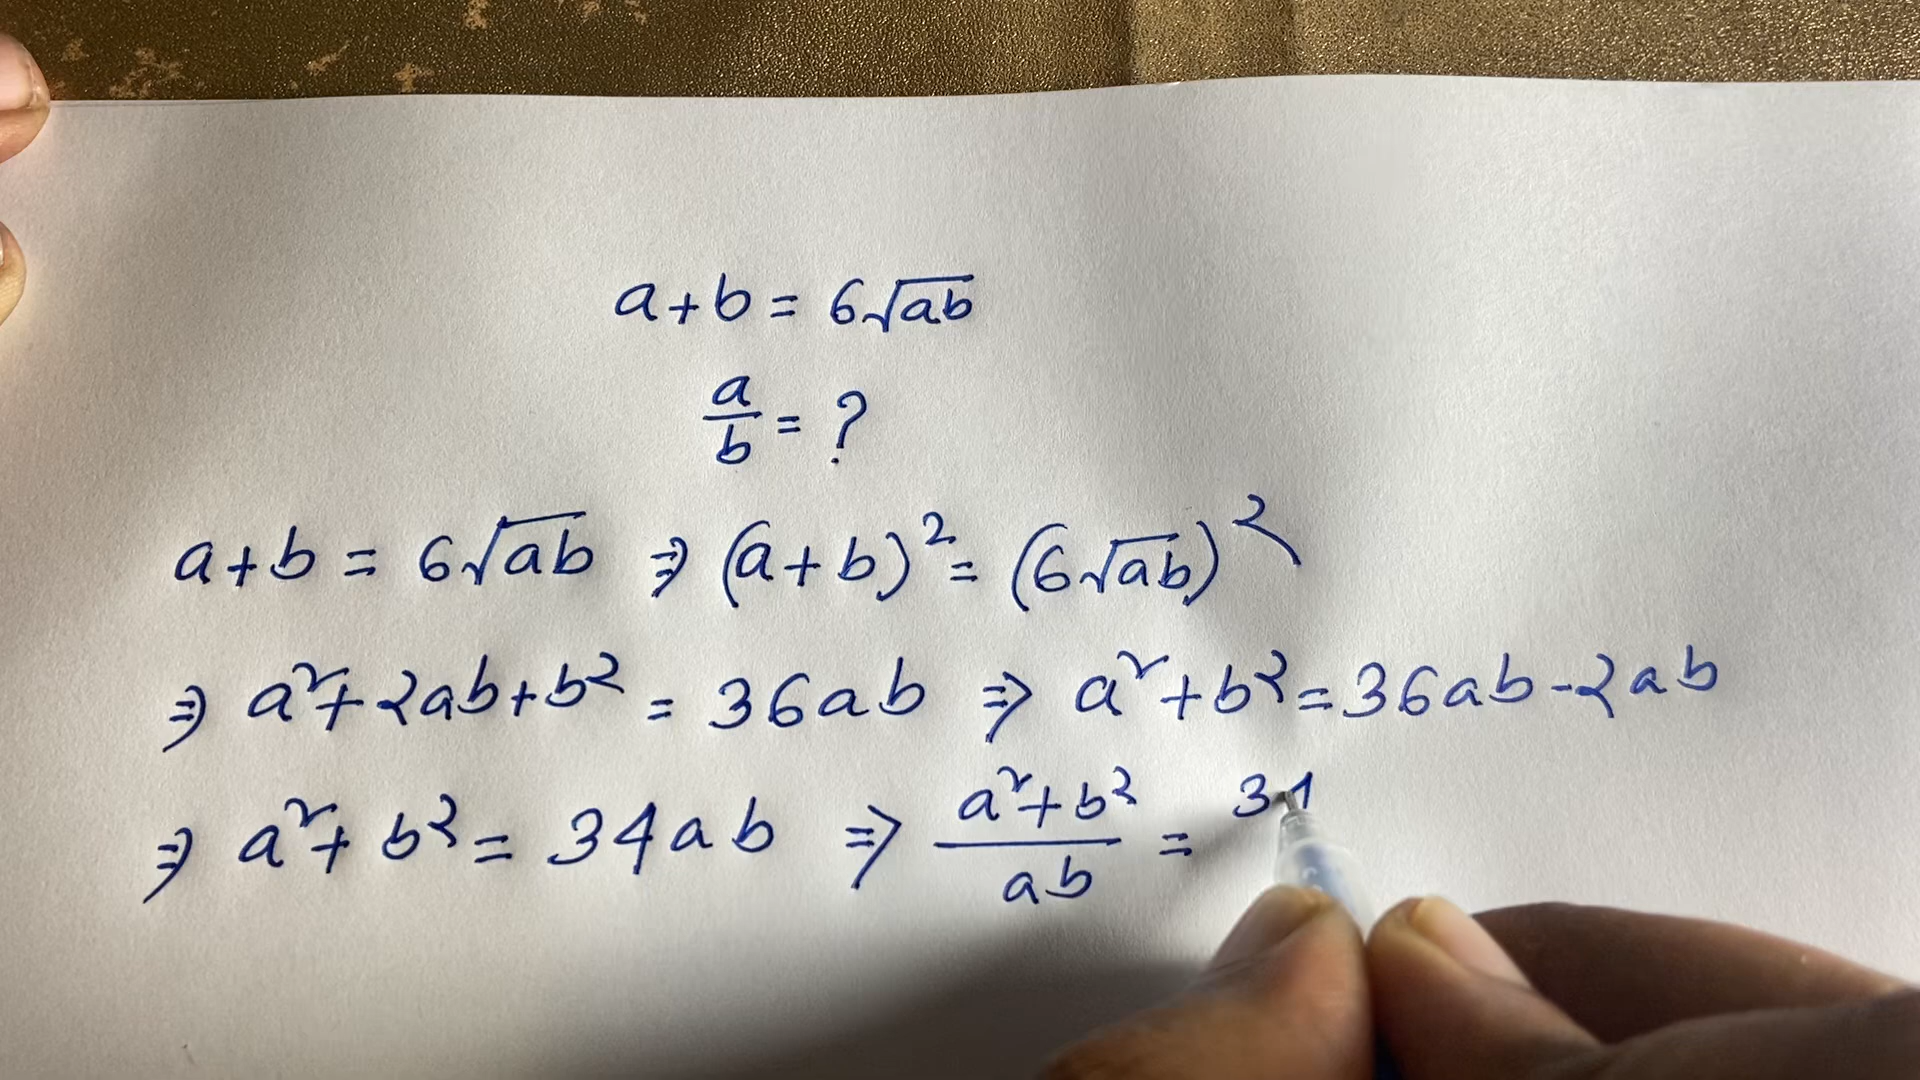 a+b = 6√ab
a/b = ?
a+b = 6√ab ⇒ (a+b)² = (6√ab)²
⇒ a²+2ab+b² = 36ab ⇒ a²+b² = 36ab-2ab
⇒ a²+b² = 34ab ⇒ (a²+b²)/ab = 34